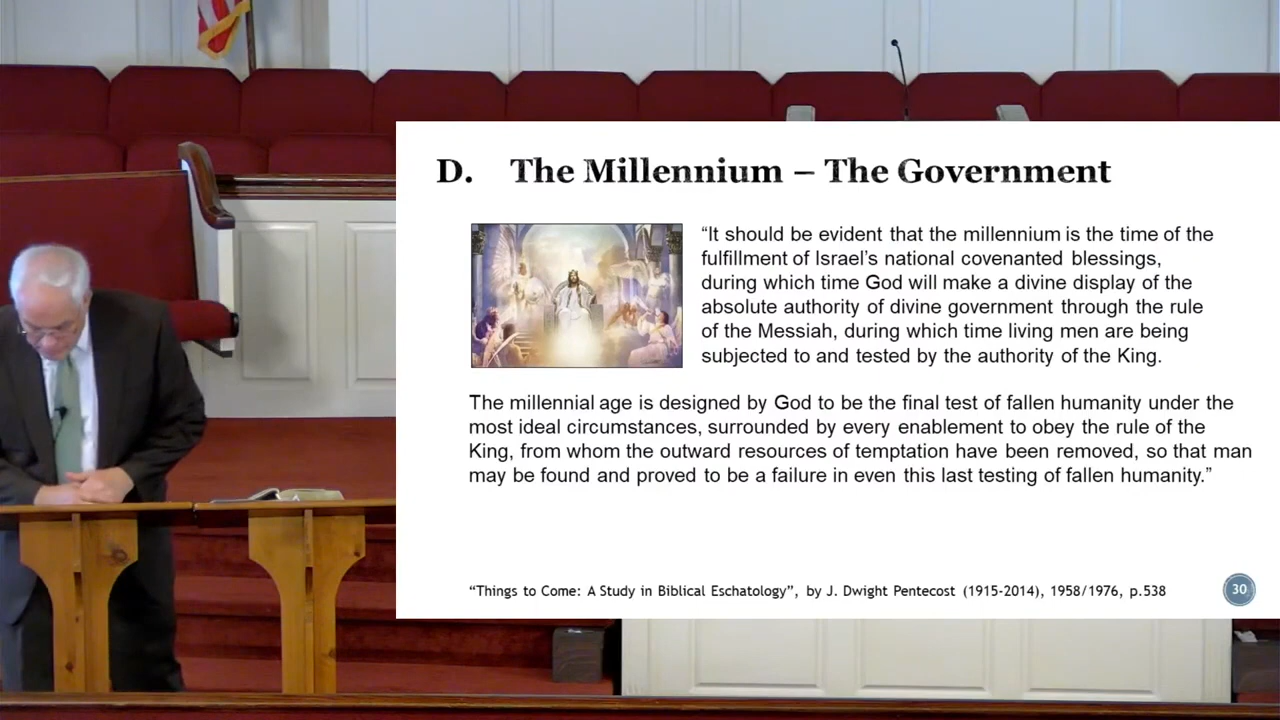 D. The Millennium – The Government
“It should be evident that the millennium is the time of the
fulfillment of Israel’s national covenanted blessings,
during which time God will make a divine display of the
absolute authority of divine government through the rule
of the Messiah, during which time living men are being
subjected to and tested by the authority of the King.
The millennial age is designed by God to be the final test of fallen humanity under the
most ideal circumstances, surrounded by every enablement to obey the rule of the
King, from whom the outward resources of temptation have been removed, so that man
may be found and proved to be a failure in even this last testing of fallen humanity.”
“Things to Come: A Study in Biblical Eschatology”, by J. Dwight Pentecost (1915-2014), 1958/1976, p.538
30